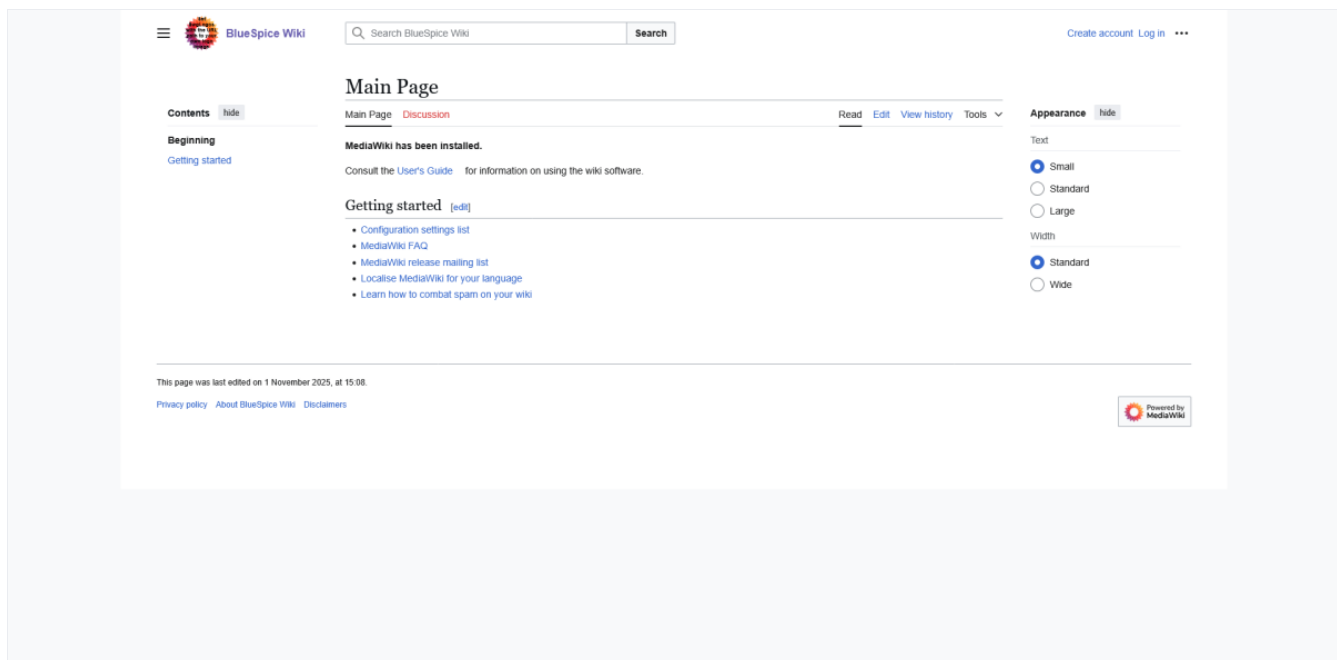 BlueSpice Wiki
Search BlueSpice Wiki
Search
Create account Log in
Main Page
Contents hide
Beginning
Getting started
Main Page Discussion
Read Edit View history Tools
MediaWiki has been installed.
Consult the User's Guide for information on using the wiki software.
Getting started [edit]
• Configuration settings list
• MediaWiki FAQ
• MediaWiki release mailing list
• Localise MediaWiki for your language
• Learn how to combat spam on your wiki
Appearance hide
Text
Small
Standard
Large
Width
Standard
Wide
This page was last edited on 1 November 2025, at 15:08.
Privacy policy About BlueSpice Wiki Disclaimers
Powered by
MediaWiki